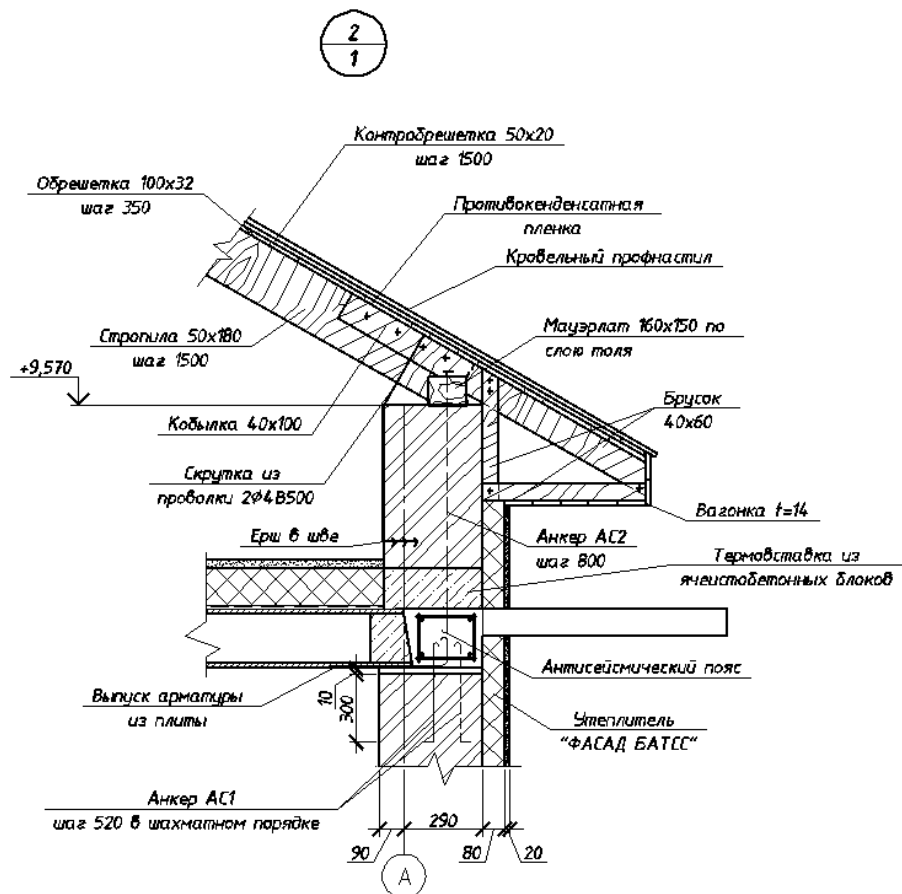 2
1
Контробрешетка 50х20
шаг 1500
Обрешетка 100х32
шаг 350
Противокенденсатная
пленка
Кровельный профнастил
Стропила 50х180
шаг 1500
Мауэрлат 160х150 по
слою толя
+9,570
Кобылка 40х100
Брусок
40х60
Скрутка из
проволки 2Ф4В500
Вагонка t=14
Ерш в шве
Анкер АС2
шаг 800
Термовставка из
ячеистобетонных блоков
Антисейсмический пояс
Выпуск арматуры
из плиты
10
300
Утеплитель
"ФАСАД БАТСС"
Анкер АС1
шаг 520 в шахматном порядке
90
290
80
20
А